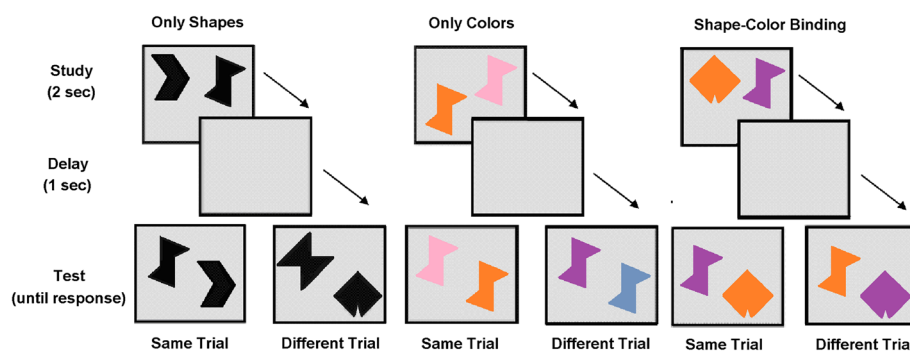 Only Shapes
Only Colors
Shape-Color Binding
Study
(2 sec)
Delay
(1 sec)
Test
(until response)
Same Trial
Different Trial
Same Trial
Different Trial
Same Trial
Different Trial